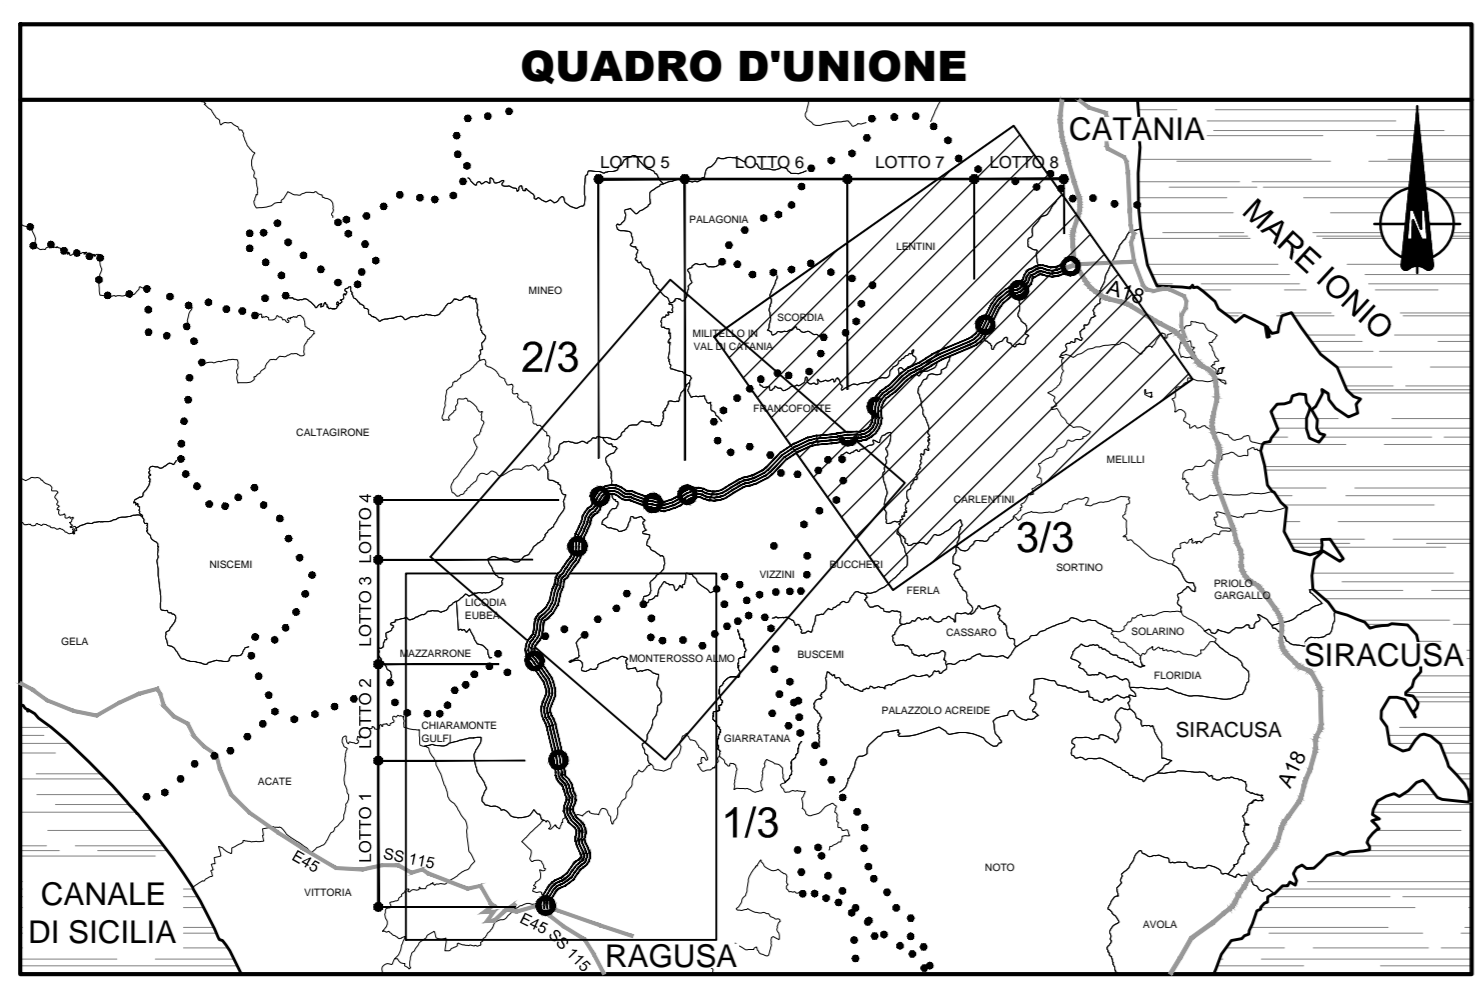 QUADRO D'UNIONE
CATANIA
LOTTO 5
LOTTO 6
LOTTO 7
LOTTO 8
PALAGONIA
LENTINI
N
MARE IONIO
MINEO
A18
SCORDIA
MILITELLO IN
VAL DI CATANIA
2/3
FRANCOFONTE
CALTAGIRONE
MELILLI
CARLENTINI
LOTTO 4
3/3
NISCEMI
VIZZINI
BUCCHERI
SORTINO
FERLA
PRIOLO
GARGALLO
LICODIA
EUBEA
LOTTO 3
GELA
CASSARO
SOLARINO
MAZZARRONE
MONTEROSSO ALMO
BUSCEMI
SIRACUSA
FLORIDIA
LOTTO 2
PALAZZOLO ACREIDE
CHIARAMONTE
GULFI
GIARRATANA
SIRACUSA
A18
ACATE
LOTTO 1
1/3
E45
SS 115
NOTO
VITTORIA
CANALE
DI SICILIA
E45 SS 115
AVOLA
RAGUSA